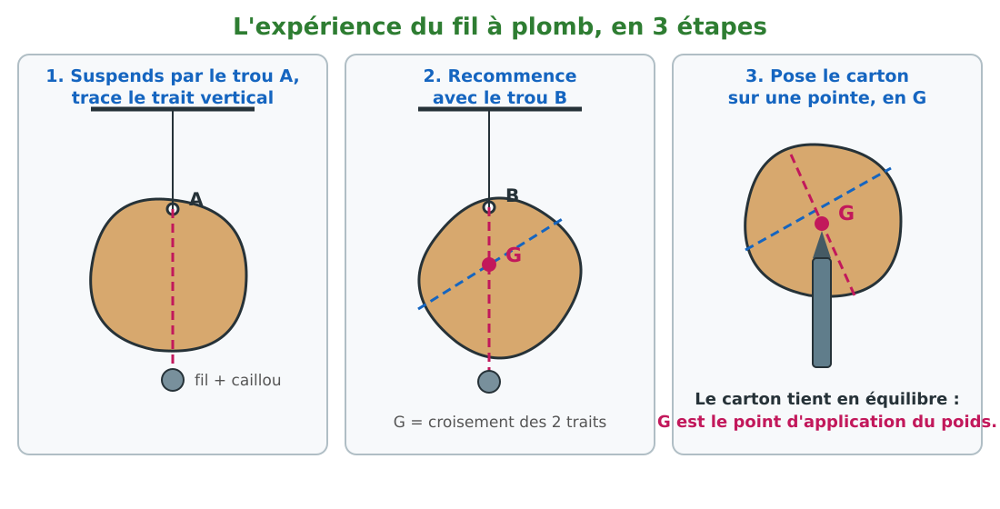 L'expérience du fil à plomb, en 3 étapes
1. Suspends par le trou A,
trace le trait vertical
A
fil + caillou
2. Recommence
avec le trou B
B
G
G = croisement des 2 traits
3. Pose le carton
sur une pointe, en G
G
Le carton tient en équilibre :
G est le point d'application du poids.